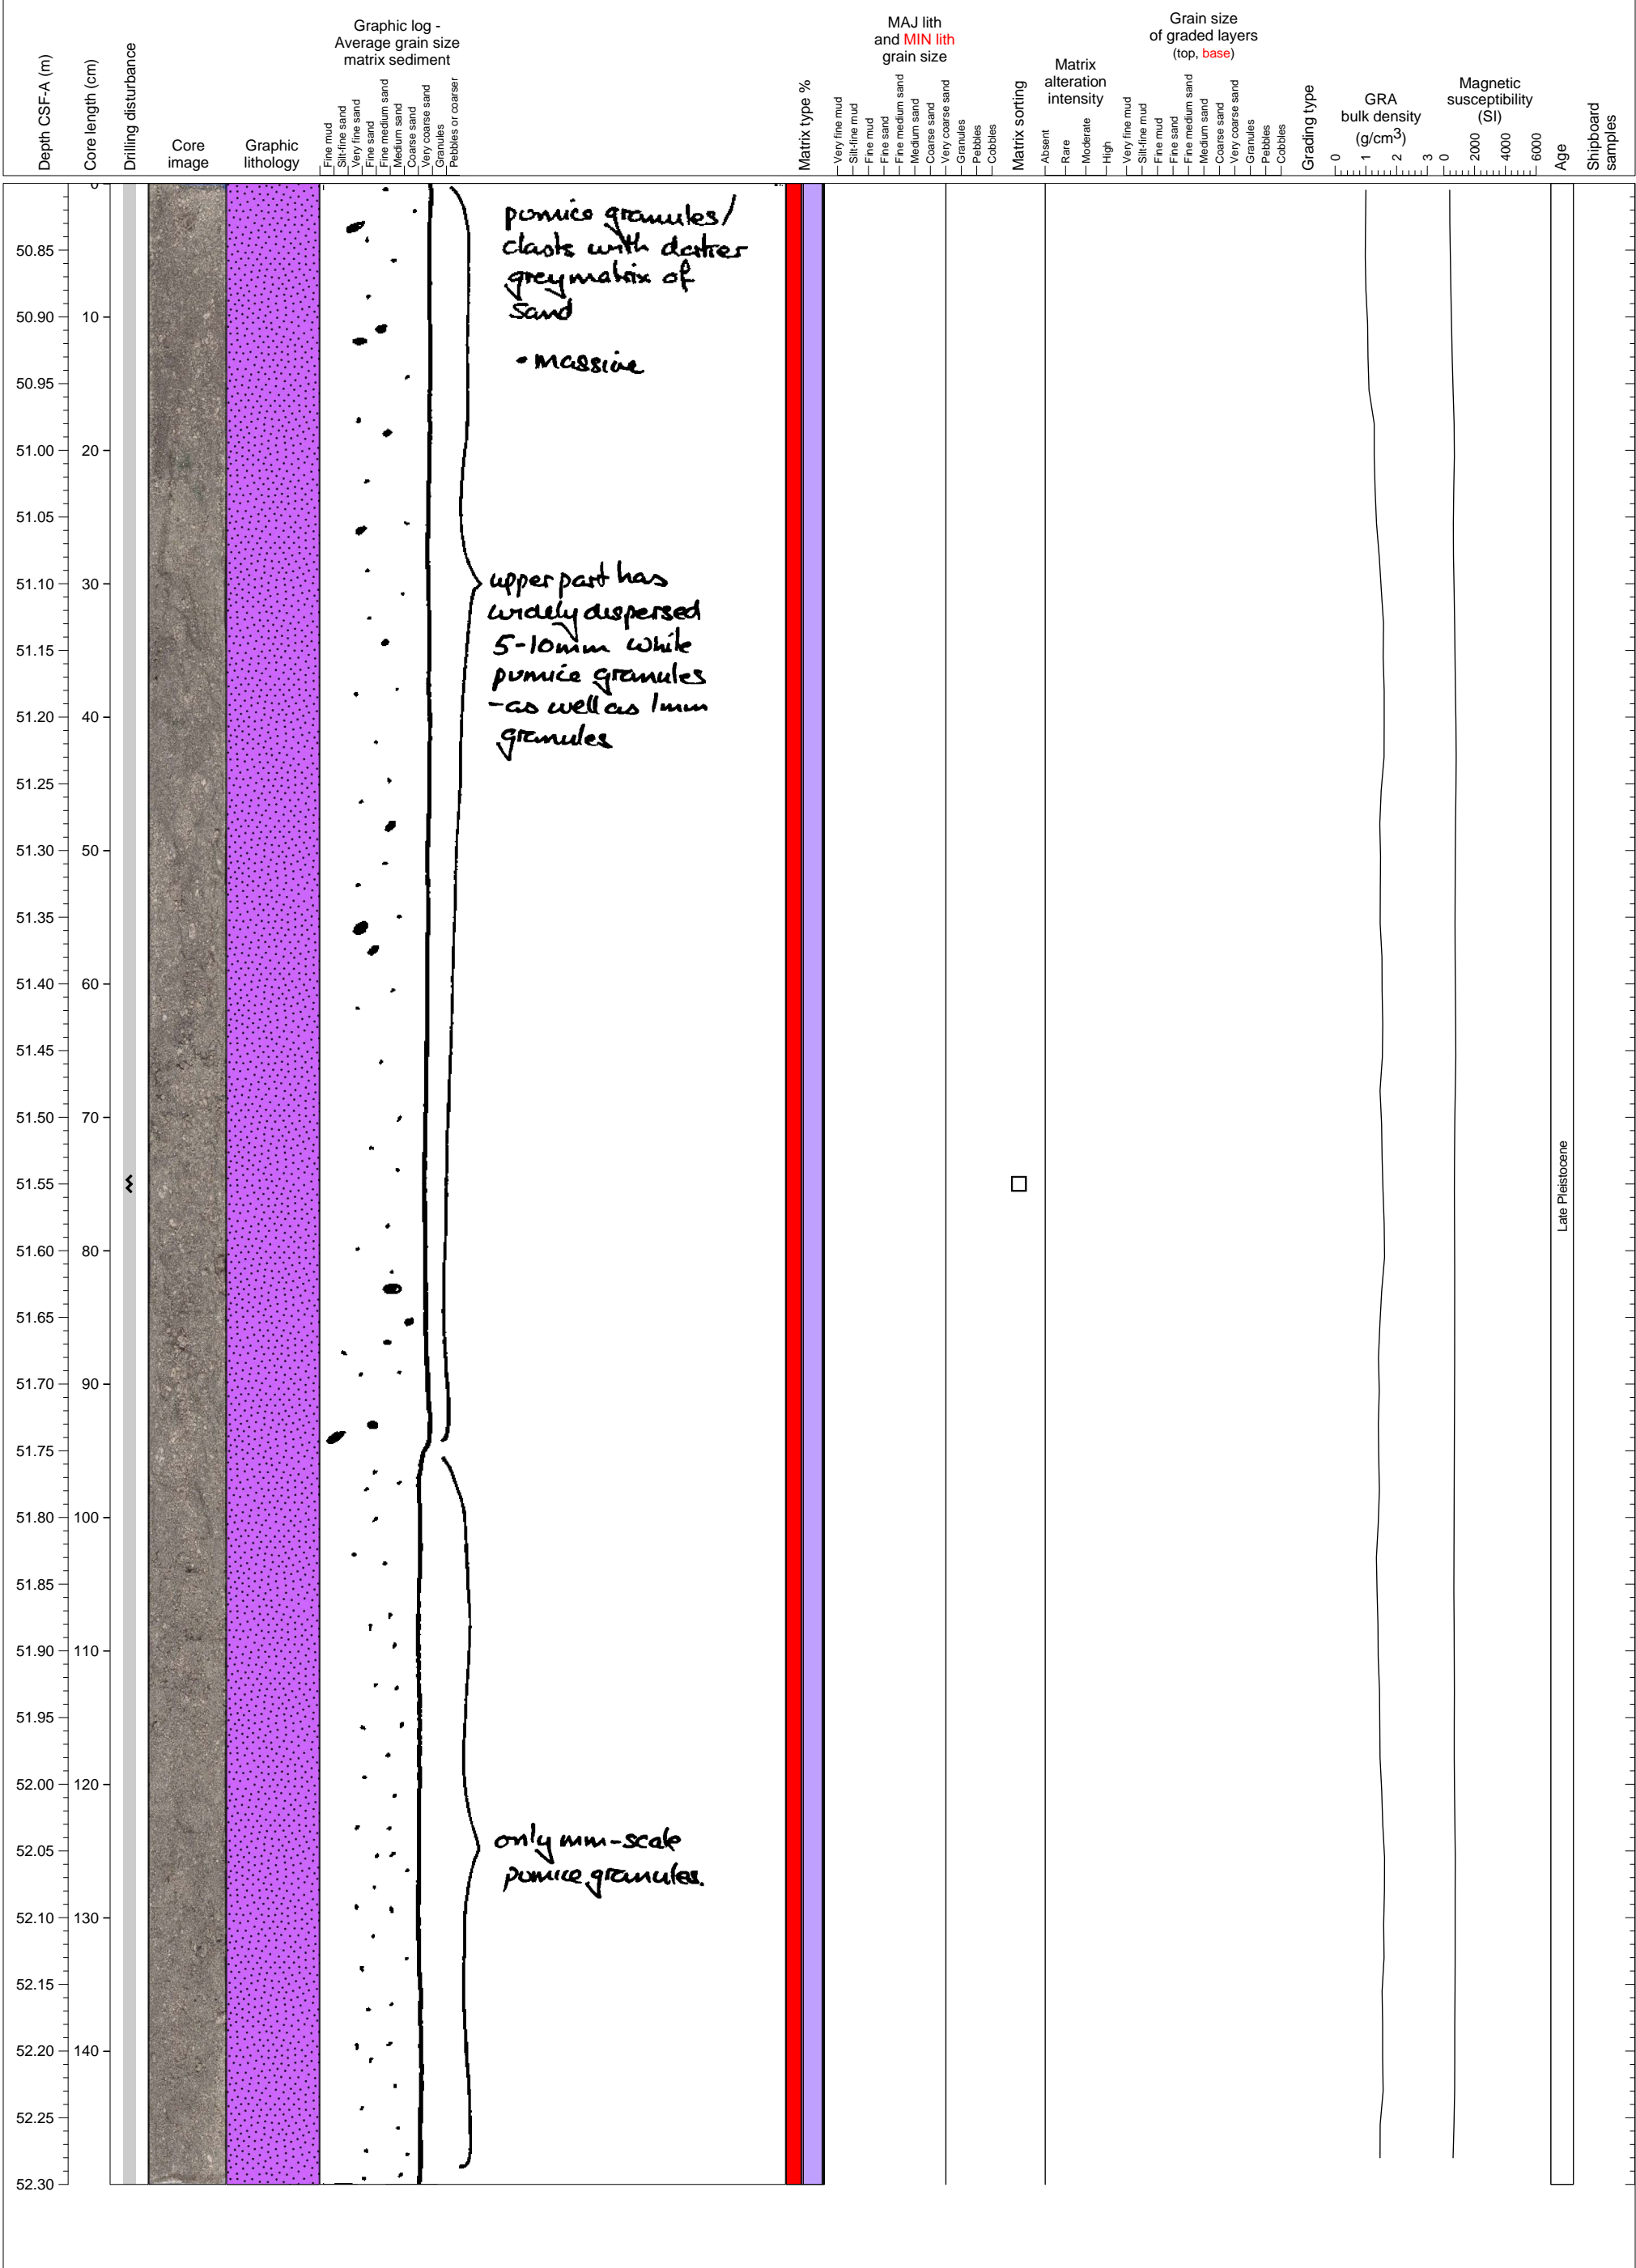 Depth CSF-A (m)
Core length (cm)
Drilling disturbance
Core
image
Graphic
lithology
Graphic log -
Average grain size
matrix sediment
Fine mud
Silt-fine sand
Very fine sand
Fine sand
Fine medium sand
Medium sand
Coarse sand
Very coarse sand
Granules
Pebbles or coarser
Matrix type %
MAJ lith
and MIN lith
grain size
Very fine mud
Silt-fine mud
Fine mud
Fine sand
Fine medium sand
Medium sand
Coarse sand
Very coarse sand
Granules
Pebbles
Cobbles
Matrix sorting
Matrix
alteration
intensity
Absent
Rare
Moderate
High
Grain size
of graded layers
(top, base)
Very fine mud
Silt-fine mud
Fine mud
Fine sand
Fine medium sand
Medium sand
Coarse sand
Very coarse sand
Granules
Pebbles
Cobbles
Grading type
GRA
bulk density
(g/cm3)
0 1 2 3
Magnetic
susceptibility
(SI)
0 2000 4000 6000
Age
Shipboard
samples
0
50.85
50.90 10
50.95
51.00 20
51.05
51.10 30
51.15
51.20 40
51.25
51.30 50
51.35
51.40 60
51.45
51.50 70
51.55
51.60 80
51.65
51.70 90
51.75
51.80 100
51.85
51.90 110
51.95
52.00 120
52.05
52.10 130
52.15
52.20 140
52.25
52.30
pumice granules/
clasts with darker
grey matrix of
sand
• massive
upper part has
widely dispersed
5-10mm white
pumice granules
-as well as 1mm
granules
only mm-scale
pumice granules.
Late Pleistocene